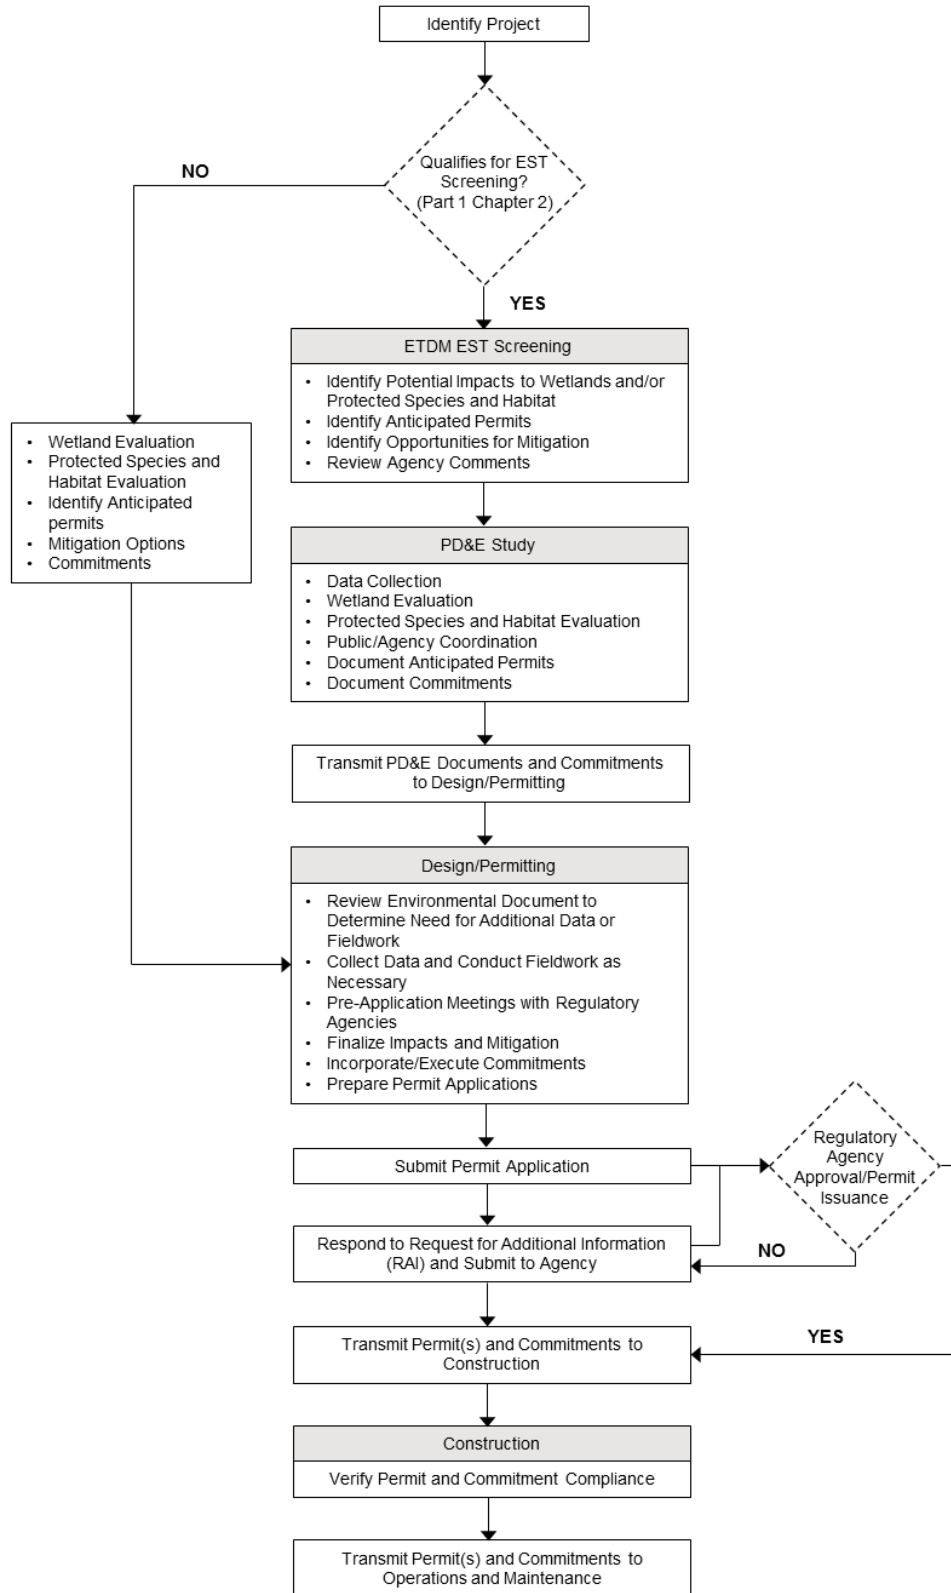 Identify Project
Qualifies for EST
Screening?
(Part 1 Chapter 2)
NO
YES
ETDM EST Screening
• Identify Potential Impacts to Wetlands and/or
Protected Species and Habitat
• Identify Anticipated Permits
• Identify Opportunities for Mitigation
• Review Agency Comments
• Wetland Evaluation
• Protected Species and
Habitat Evaluation
• Identify Anticipated
permits
• Mitigation Options
• Commitments
PD&E Study
• Data Collection
• Wetland Evaluation
• Protected Species and Habitat Evaluation
• Public/Agency Coordination
• Document Anticipated Permits
• Document Commitments
Transmit PD&E Documents and Commitments
to Design/Permitting
Design/Permitting
• Review Environmental Document to
Determine Need for Additional Data or
Fieldwork
• Collect Data and Conduct Fieldwork as
Necessary
• Pre-Application Meetings with Regulatory
Agencies
• Finalize Impacts and Mitigation
• Incorporate/Execute Commitments
• Prepare Permit Applications
Submit Permit Application
Regulatory
Agency
Approval/Permit
Issuance
Respond to Request for Additional Information
(RAI) and Submit to Agency
NO
Transmit Permit(s) and Commitments to
Construction
YES
Construction
Verify Permit and Commitment Compliance
Transmit Permit(s) and Commitments to
Operations and Maintenance